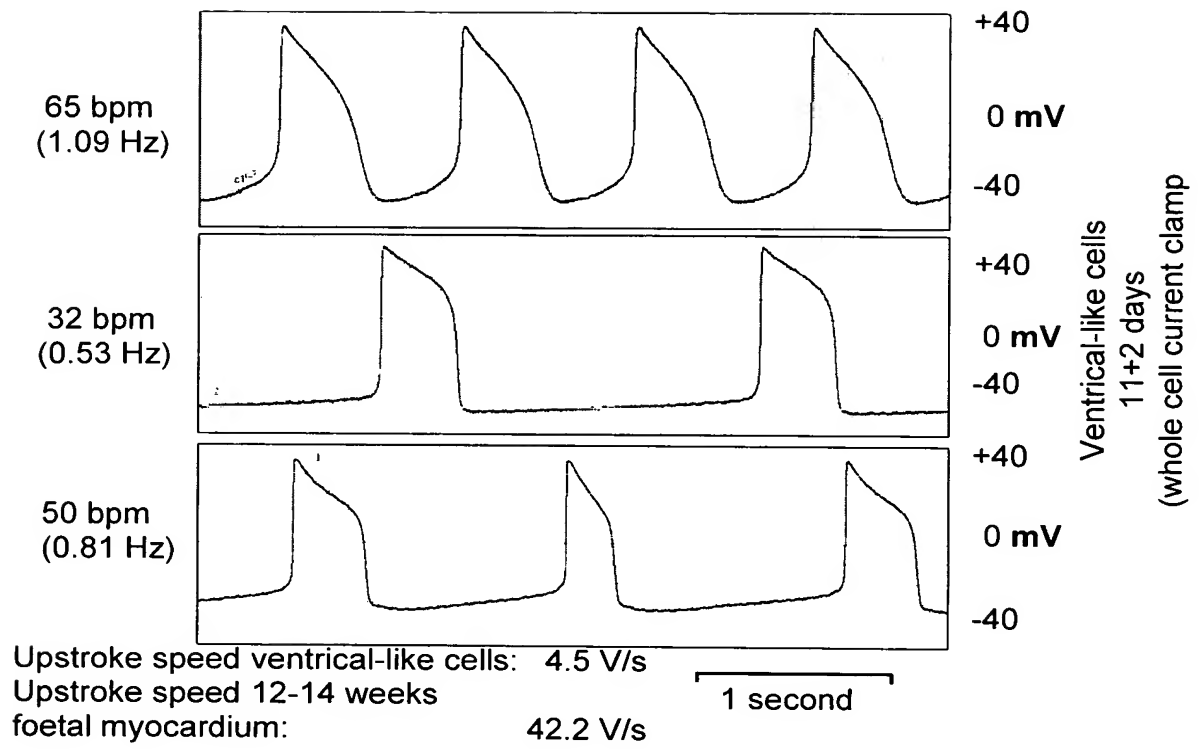 65 bpm
(1.09 Hz)
+40
0 mV
-40
32 bpm
(0.53 Hz)
+40
0 mV
-40
50 bpm
(0.81 Hz)
+40
0 mV
-40
Ventrical-like cells
11+2 days
(whole cell current clamp
Upstroke speed ventrical-like cells: 4.5 V/s
Upstroke speed 12-14 weeks
foetal myocardium: 42.2 V/s
1 second